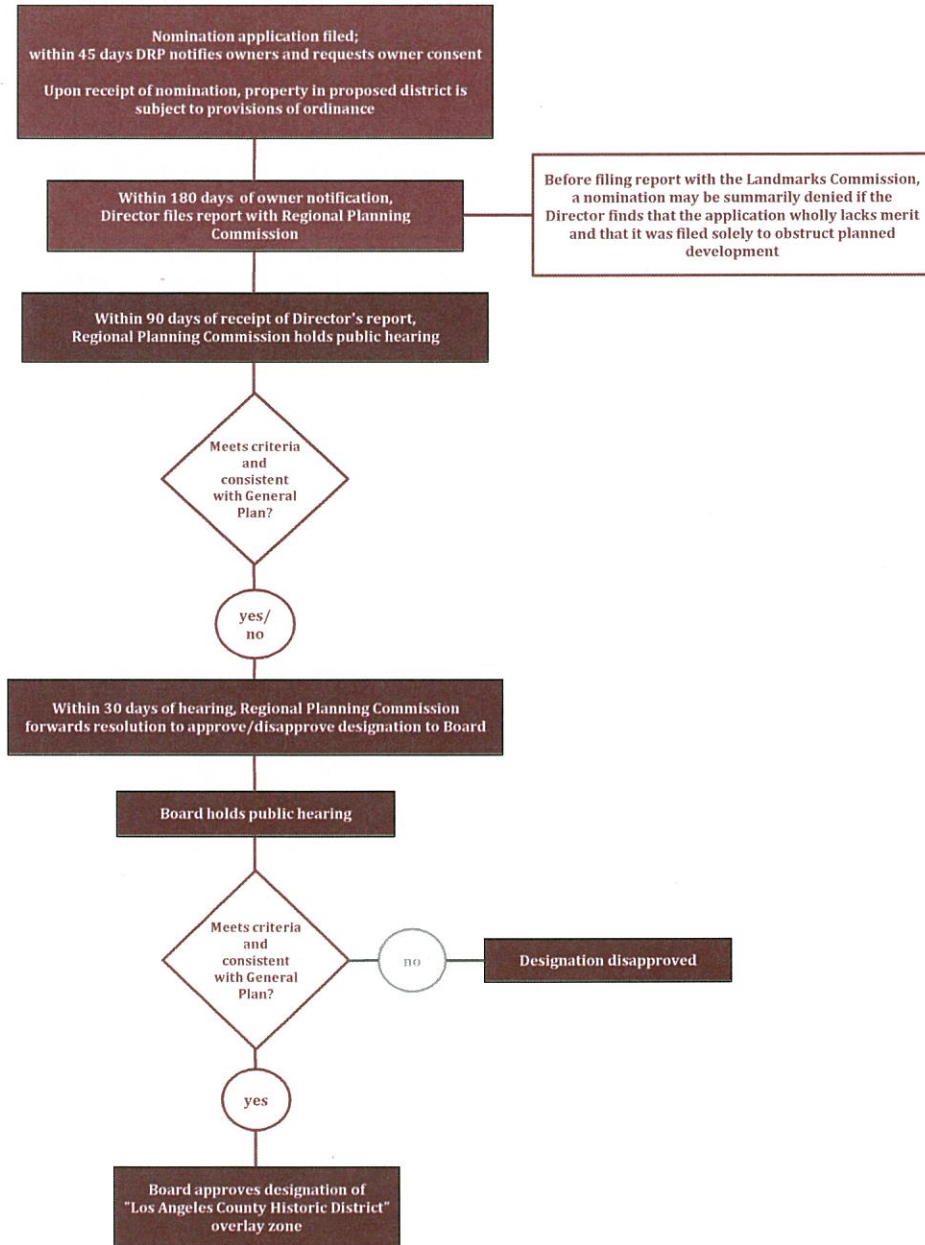 Nomination application filed;
within 45 days DRP notifies owners and requests owner consent
Upon receipt of nomination, property in proposed district is
subject to provisions of ordinance
Within 180 days of owner notification,
Director files report with Regional Planning
Commission
Before filing report with the Landmarks Commission,
a nomination may be summarily denied if the
Director finds that the application wholly lacks merit
and that it was filed solely to obstruct planned
development
Within 90 days of receipt of Director's report,
Regional Planning Commission holds public hearing
Meets criteria
and
consistent
with General
Plan?
yes/
no
Within 30 days of hearing, Regional Planning Commission
forwards resolution to approve/disapprove designation to Board
Board holds public hearing
Meets criteria
and
consistent
with General
Plan?
no
Designation disapproved
yes
Board approves designation of
"Los Angeles County Historic District"
overlay zone